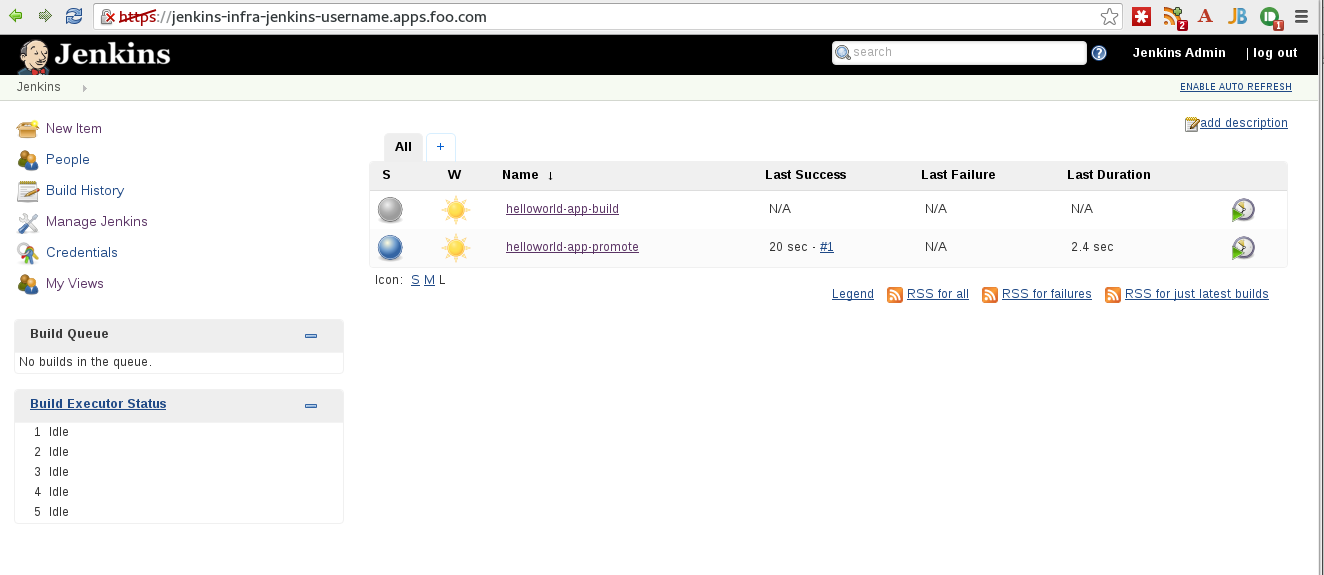 https://jenkins-infra-jenkins-username.apps.foo.com
2 A JB 1
Jenkins search ? Jenkins Admin | log out
Jenkins ENABLE AUTO REFRESH
New Item
People
Build History
Manage Jenkins
Credentials
My Views
add description
All +
S W Name ↓ Last Success Last Failure Last Duration
helloworld-app-build N/A N/A N/A
helloworld-app-promote 20 sec - #1 N/A 2.4 sec
Icon: S M L
Legend RSS for all RSS for failures RSS for just latest builds
Build Queue
No builds in the queue.
Build Executor Status
1 Idle
2 Idle
3 Idle
4 Idle
5 Idle